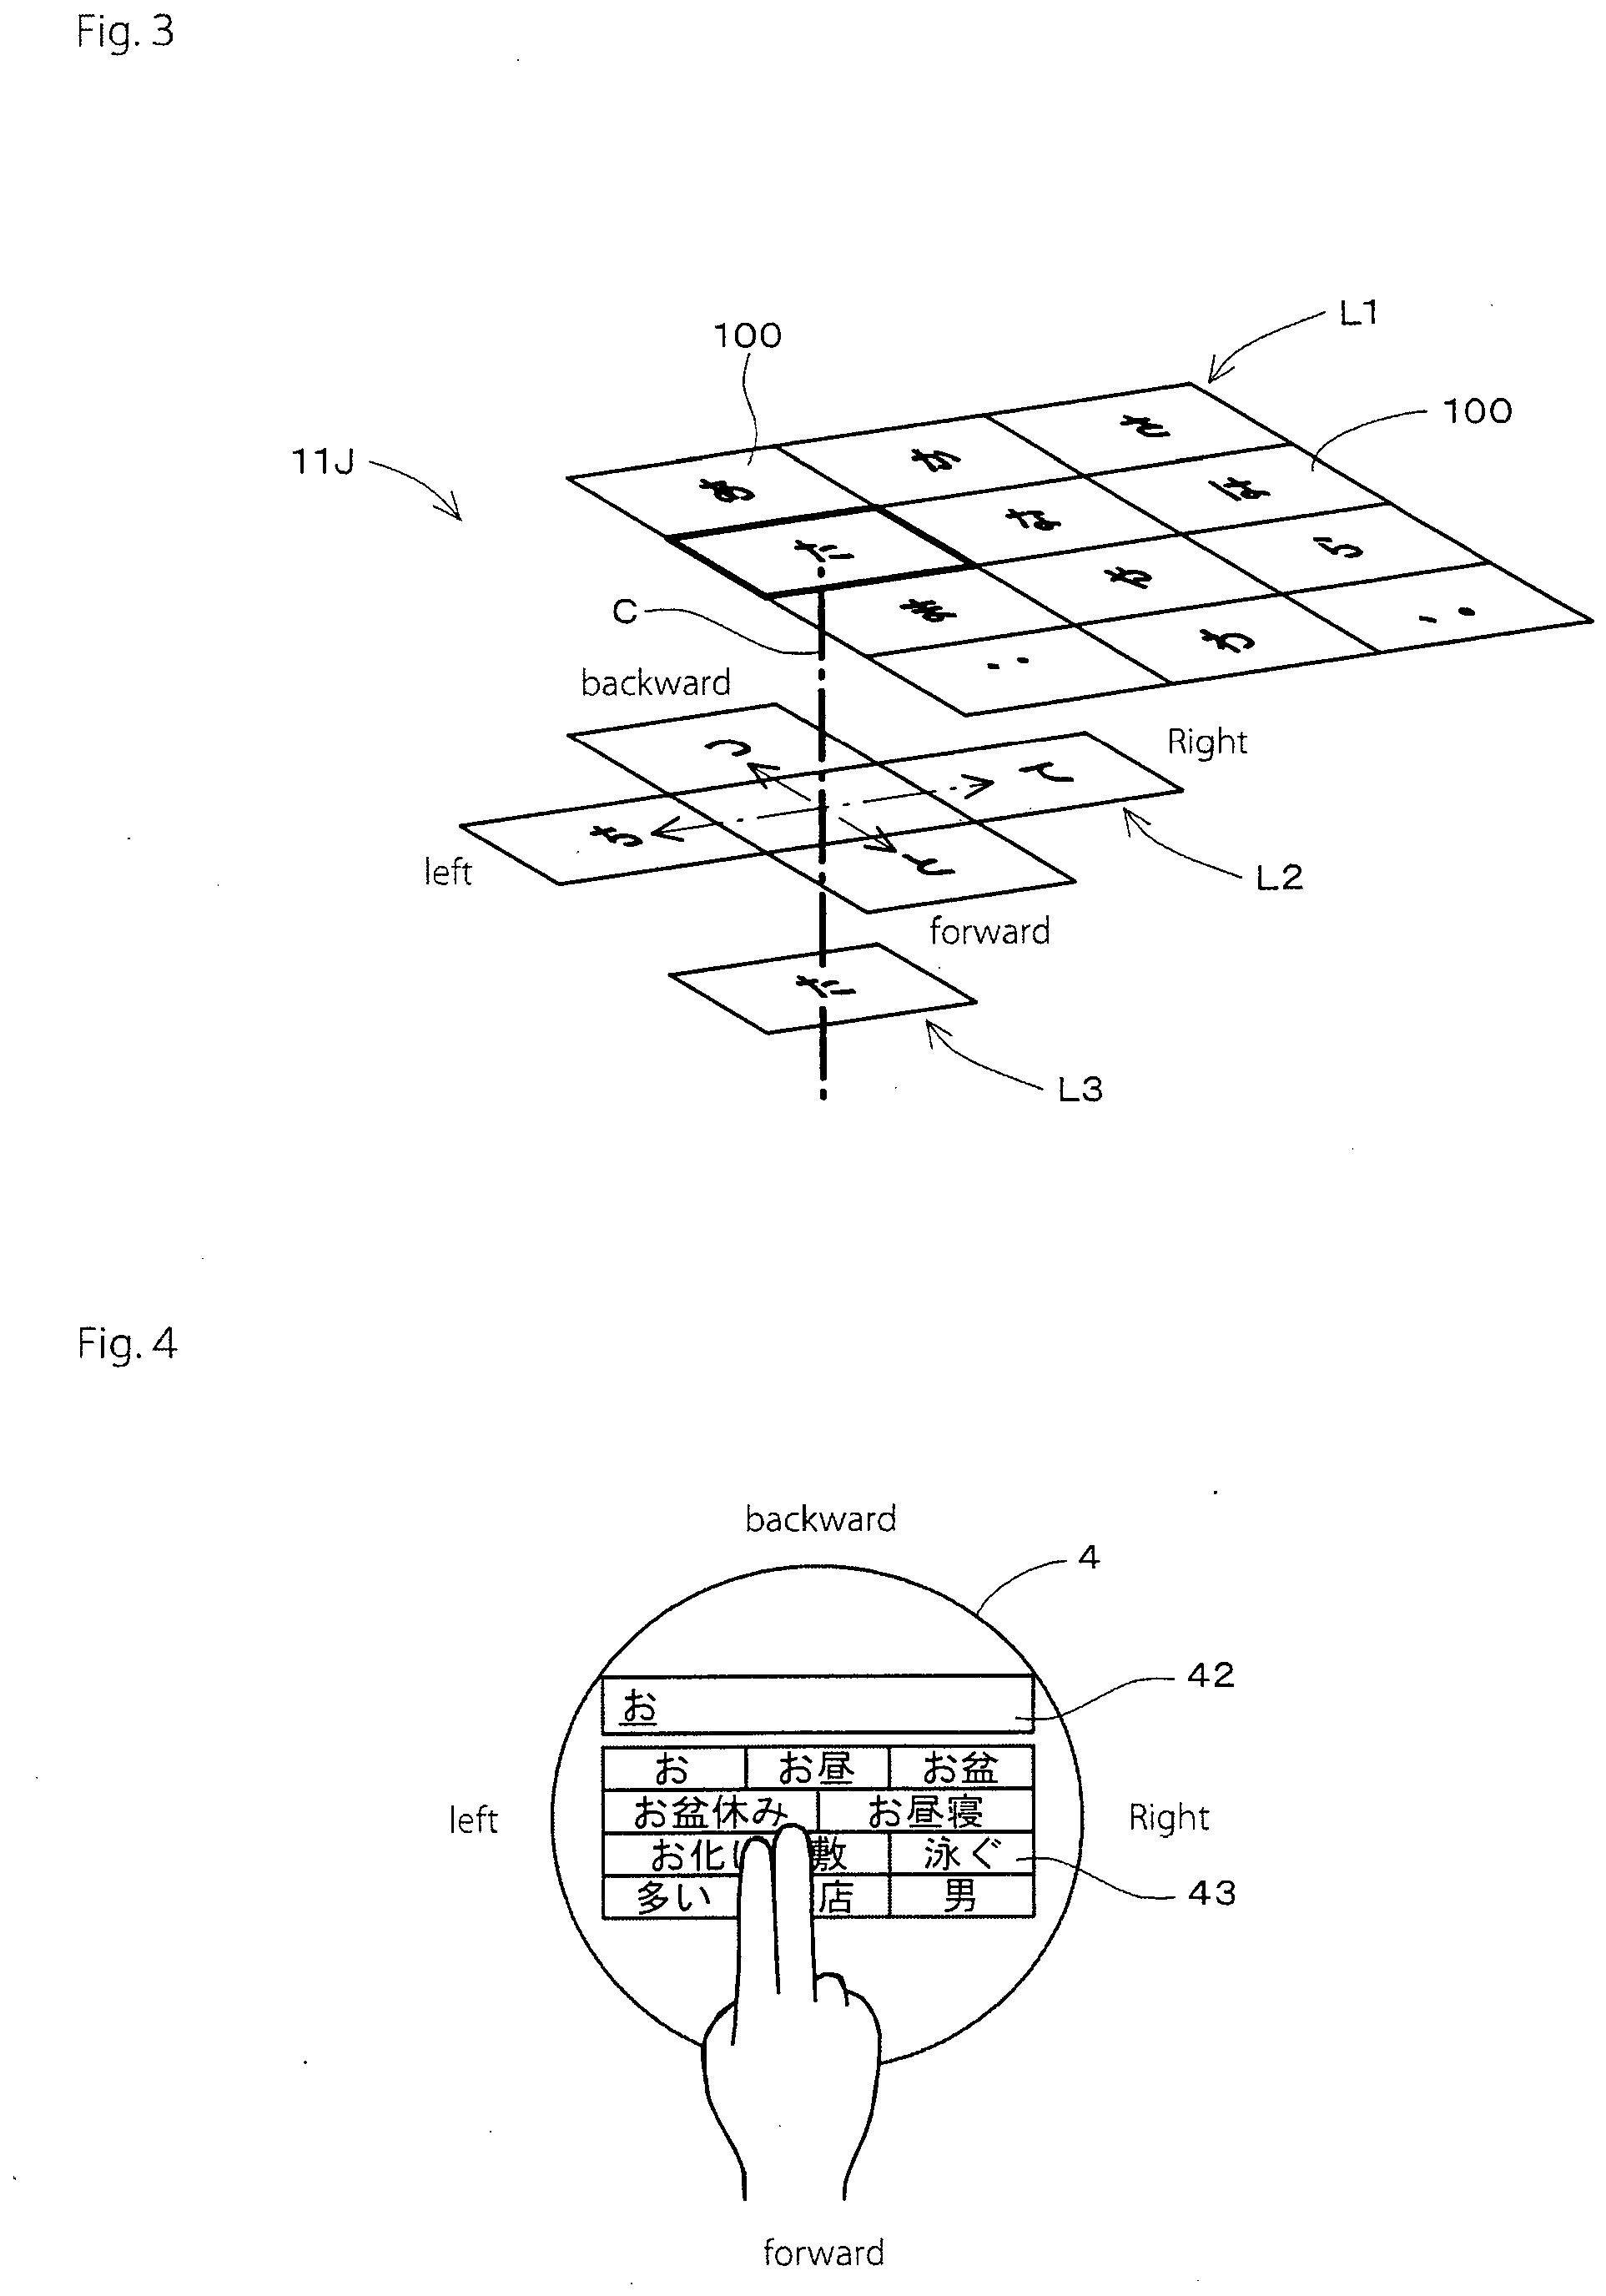 Fig. 3
L1
100
100
11J
あ か さ
た な は
ま や ら
わ 、。
C
backward
Right
つ
ち て
と
left
L2
forward
た
L3
Fig. 4
backward
4
42
お
お お昼 お盆
left
お盆休み お昼寝
Right
お化 敷 泳ぐ
43
多い 店 男
forward